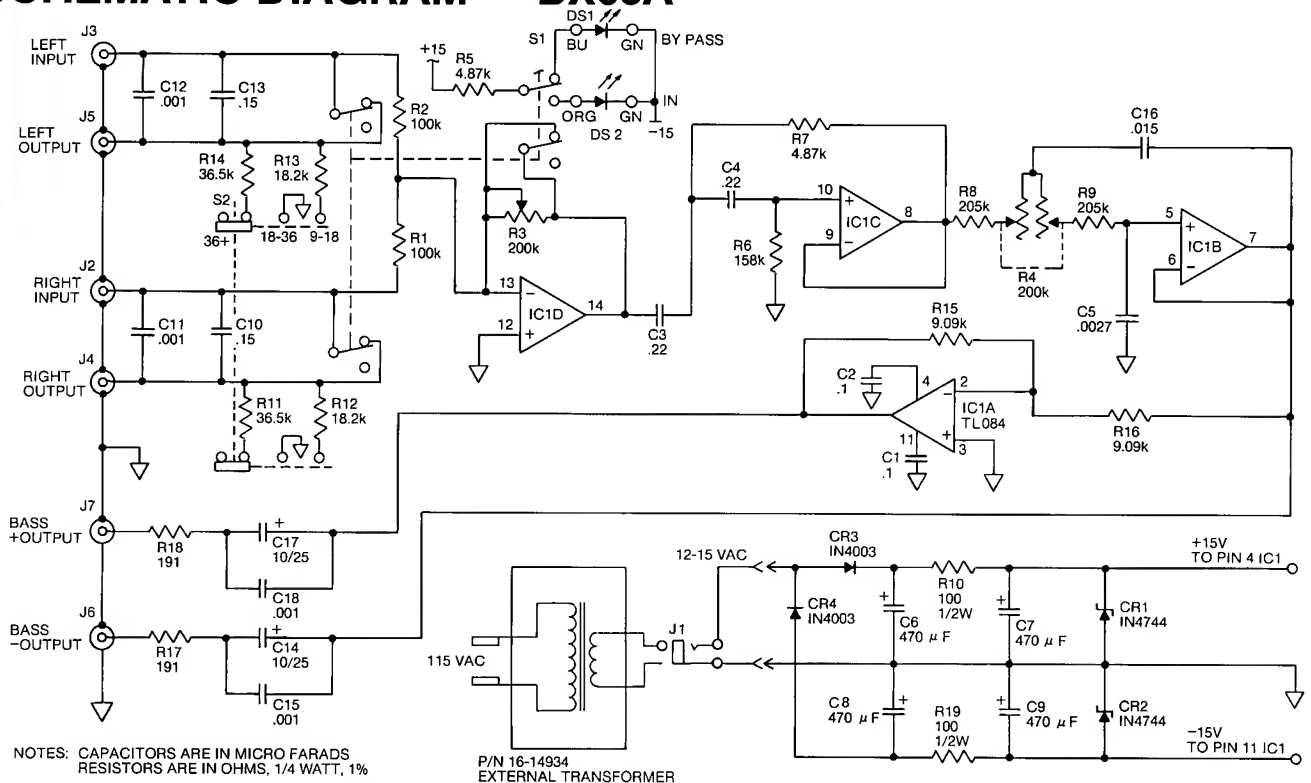 J3
LEFT
INPUT
C12
.001
C13
.15
J5
LEFT
OUTPUT
R14
36.5k
R13
18.2k
S2
36+
18-36
9-18
R2
100k
R1
100k
+15
R5
4.87k
S1
DS1
BU
GN
BY PASS
ORG
GN
DS 2
IN
-15
R3
200k
13
12
IC1D
14
C3
.22
C4
.22
R7
4.87k
R6
158k
10
9
IC1C
8
R8
205k
R4
200k
R9
205k
C16
.015
5
6
IC1B
7
C5
.0027
J2
RIGHT
INPUT
C11
.001
C10
.15
J4
RIGHT
OUTPUT
R11
36.5k
R12
18.2k
R15
9.09k
C2
.1
4
2
IC1A
TL084
11
3
C1
.1
R16
9.09k
J7
BASS
+OUTPUT
R18
191
+
C17
10/25
C18
.001
J6
BASS
−OUTPUT
R17
191
+
C14
10/25
C15
.001
115 VAC
P/N 16-14934
EXTERNAL TRANSFORMER
J1
12-15 VAC
CR3
IN4003
CR4
IN4003
+
C6
470 μF
R10
100
1/2W
+
C7
470 μF
CR1
IN4744
+15V
TO PIN 4 IC1
C8
470 μF
+
R19
100
1/2W
+
C9
470 μF
CR2
IN4744
−15V
TO PIN 11 IC1
NOTES: CAPACITORS ARE IN MICRO FARADS
RESISTORS ARE IN OHMS, 1/4 WATT, 1%